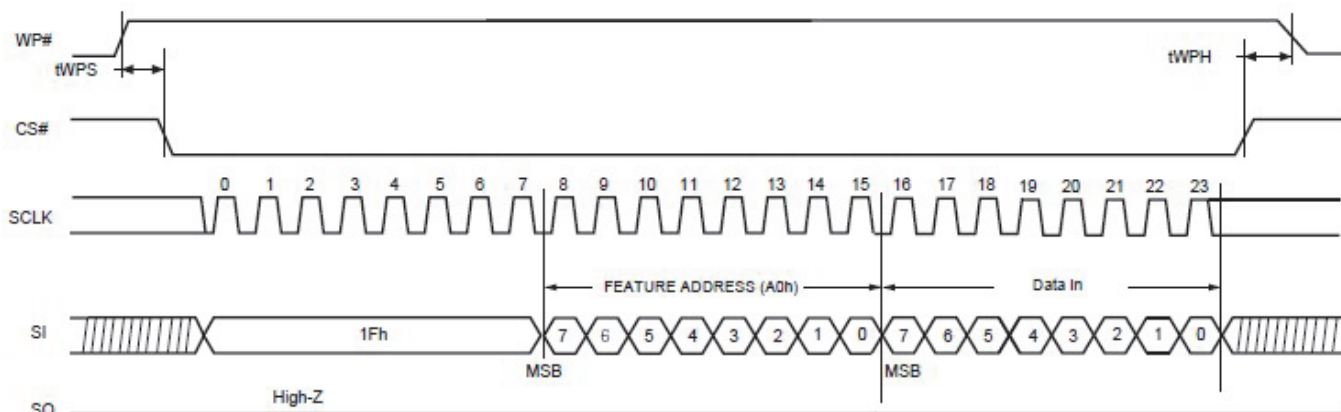 WP#
tWPS
tWPH
CS#
0 1 2 3 4 5 6 7 8 9 10 11 12 13 14 15 16 17 18 19 20 21 22 23
SCLK
FEATURE ADDRESS (A0h) Data In
SI 1Fh 7 6 5 4 3 2 1 0 7 6 5 4 3 2 1 0
MSB MSB
High-Z
SO